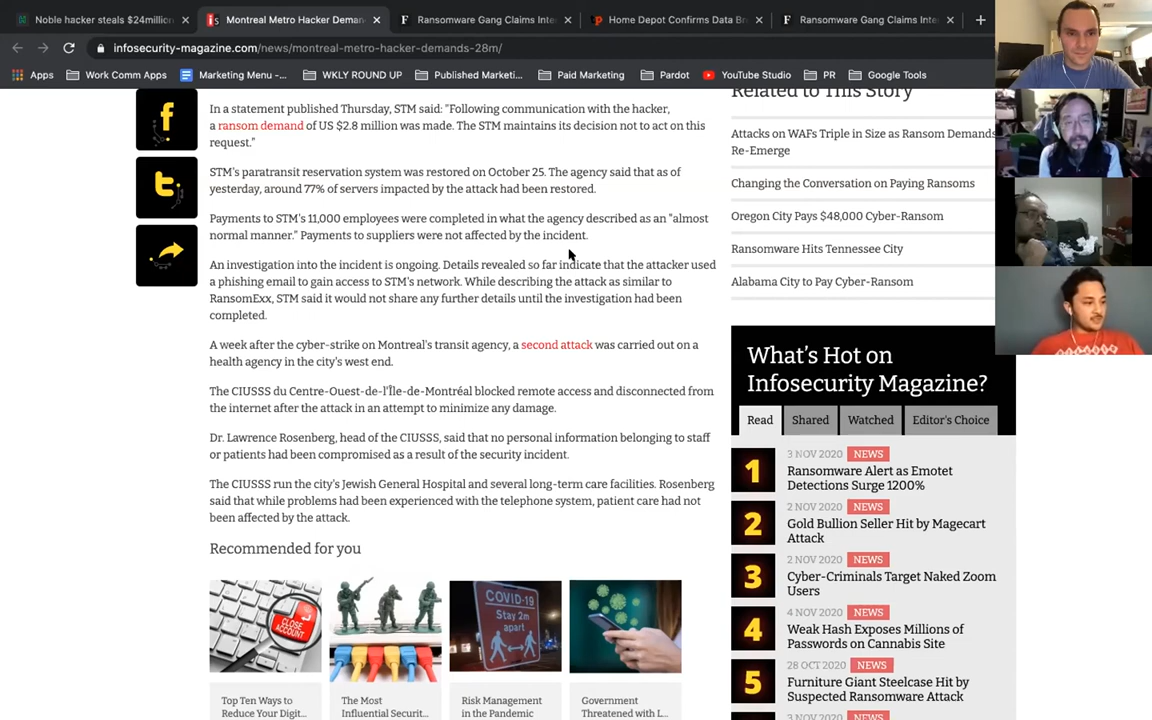 Noble hacker steals $24million
Montreal Metro Hacker Deman
Ransomware Gang Claims Inte
Home Depot Confirms Data Br
Ransomware Gang Claims Inte
infosecurity-magazine.com/news/montreal-metro-hacker-demands-28m/
Apps
Work Comm Apps
Marketing Menu -...
WKLY ROUND UP
Published Marketi...
Paid Marketing
Pardot
YouTube Studio
PR
Google Tools
In a statement published Thursday, STM said: "Following communication with the hacker,
a ransom demand of US $2.8 million was made. The STM maintains its decision not to act on this
request."
STM's paratransit reservation system was restored on October 25. The agency said that as of
yesterday, around 77% of servers impacted by the attack had been restored.
Payments to STM's 11,000 employees were completed in what the agency described as an "almost
normal manner." Payments to suppliers were not affected by the incident.
An investigation into the incident is ongoing. Details revealed so far indicate that the attacker used
a phishing email to gain access to STM's network. While describing the attack as similar to
RansomExx, STM said it would not share any further details until the investigation had been
completed.
A week after the cyber-strike on Montreal's transit agency, a second attack was carried out on a
health agency in the city's west end.
The CIUSSS du Centre-Ouest-de-l'Île-de-Montréal blocked remote access and disconnected from
the internet after the attack in an attempt to minimize any damage.
Dr. Lawrence Rosenberg, head of the CIUSSS, said that no personal information belonging to staff
or patients had been compromised as a result of the security incident.
The CIUSSS run the city's Jewish General Hospital and several long-term care facilities. Rosenberg
said that while problems had been experienced with the telephone system, patient care had not
been affected by the attack.
Recommended for you
CLOSE
ACCOUNT
COVID-19
Stay 2m
apart
Top Ten Ways to
Reduce Your Digit...
The Most
Influential Securit...
Risk Management
in the Pandemic
Government
Threatened with L...
Related to This Story
Attacks on WAFs Triple in Size as Ransom Demands
Re-Emerge
Changing the Conversation on Paying Ransoms
Oregon City Pays $48,000 Cyber-Ransom
Ransomware Hits Tennessee City
Alabama City to Pay Cyber-Ransom
What's Hot on
Infosecurity Magazine?
Read
Shared
Watched
Editor's Choice
1
3 NOV 2020 NEWS
Ransomware Alert as Emotet
Detections Surge 1200%
2
2 NOV 2020 NEWS
Gold Bullion Seller Hit by Magecart
Attack
3
2 NOV 2020 NEWS
Cyber-Criminals Target Naked Zoom
Users
4
4 NOV 2020 NEWS
Weak Hash Exposes Millions of
Passwords on Cannabis Site
5
28 OCT 2020 NEWS
Furniture Giant Steelcase Hit by
Suspected Ransomware Attack
3 NOV 2020